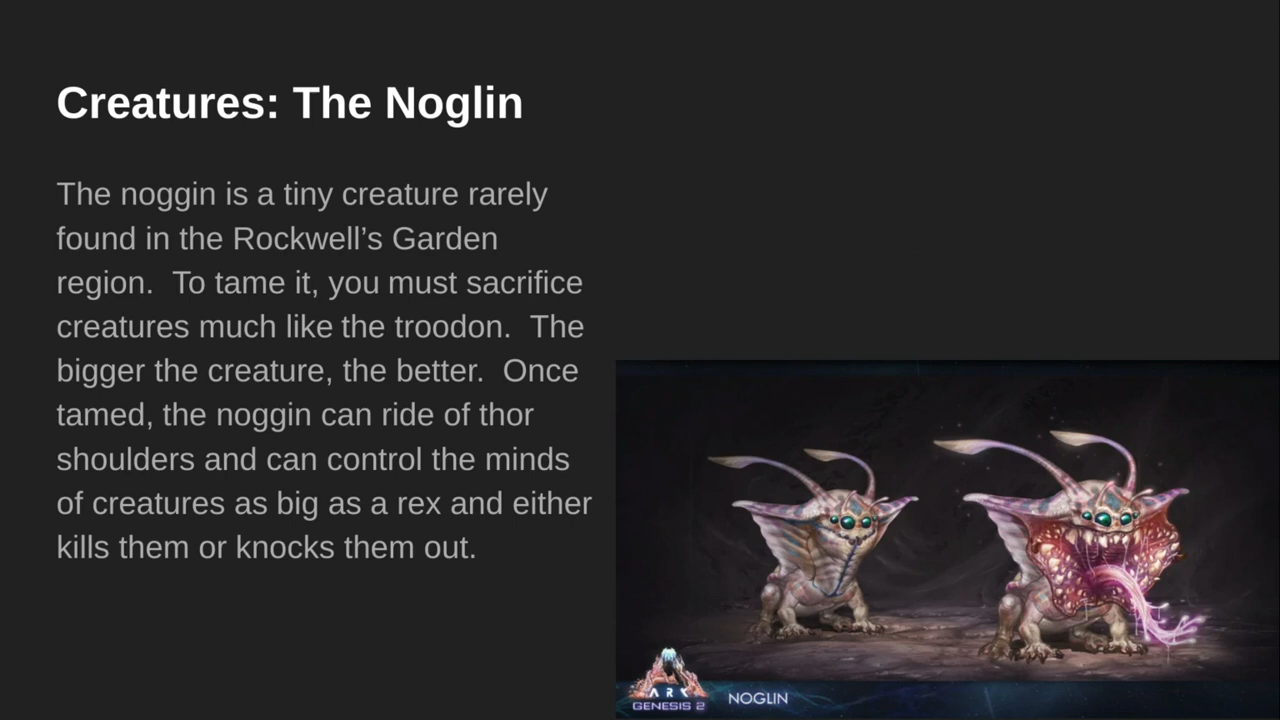 Creatures: The Noglin
The noggin is a tiny creature rarely
found in the Rockwell’s Garden
region.  To tame it, you must sacrifice
creatures much like the troodon.  The
bigger the creature, the better.  Once
tamed, the noggin can ride of thor
shoulders and can control the minds
of creatures as big as a rex and either
kills them or knocks them out.
ARK
GENESIS 2
NOGLIN